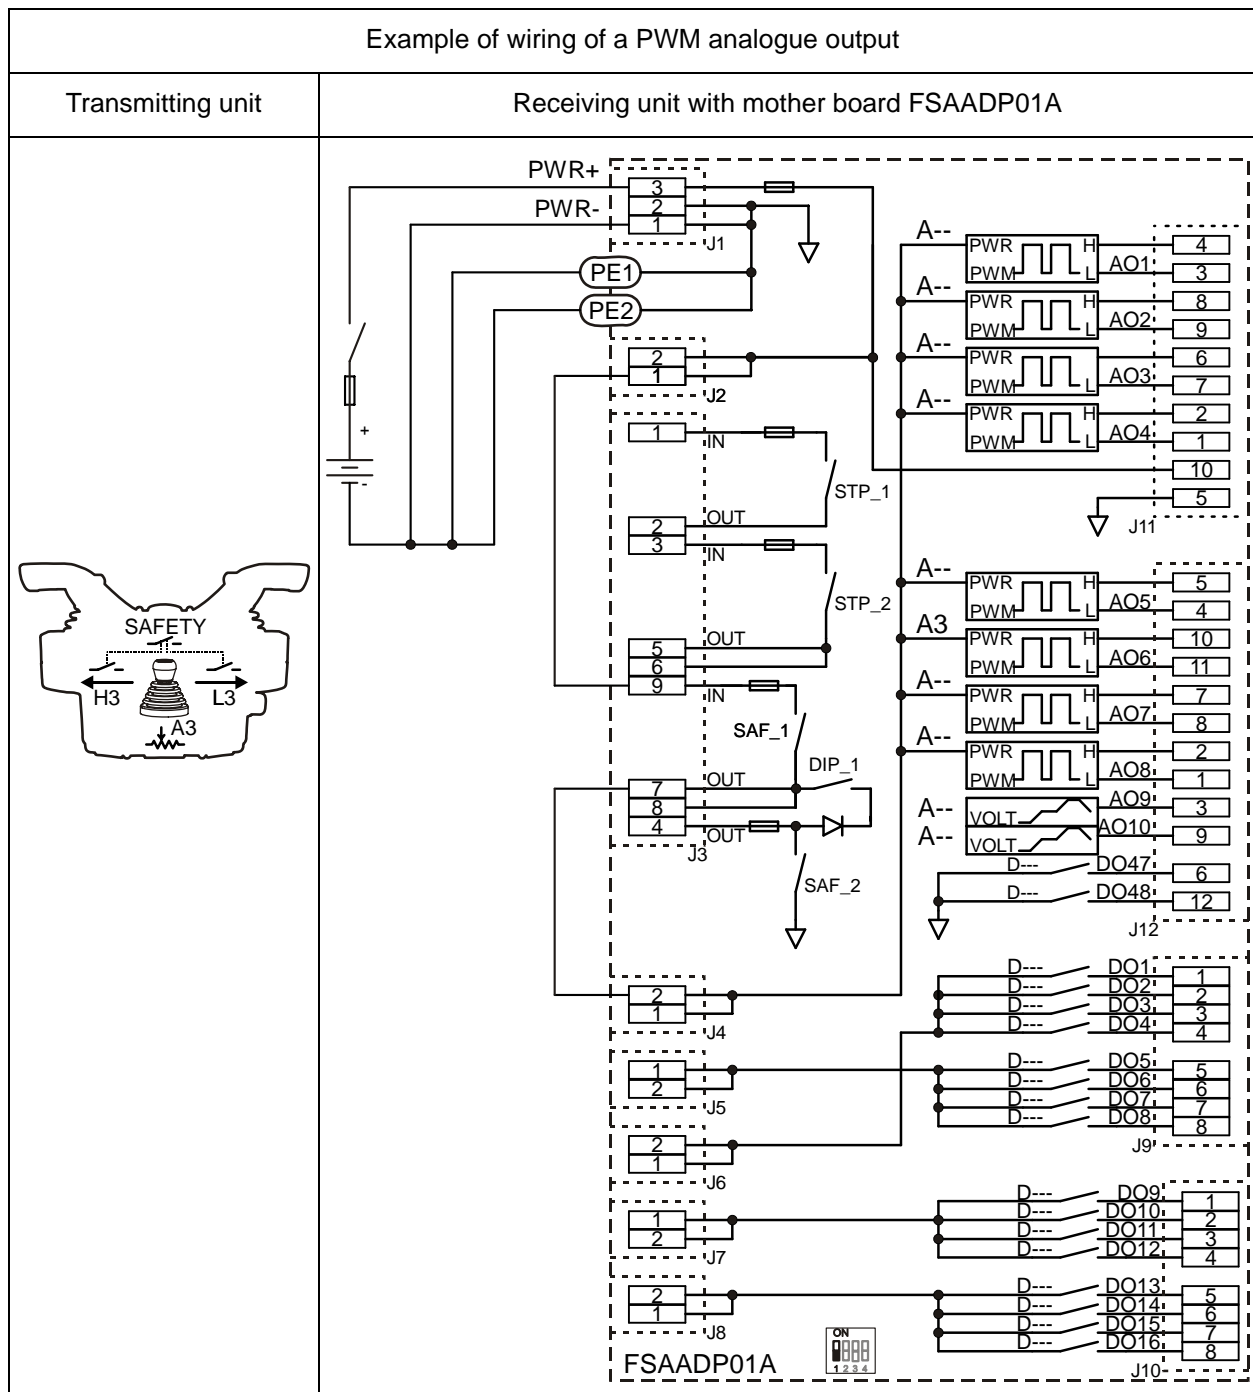 Example of wiring of a PWM analogue output
Transmitting unit
Receiving unit with mother board FSAADP01A
SAFETY
H3
L3
A3
PWR+
PWR-
3
2
1
J1
PE1
PE2
2
1
J2
+
-
1
IN
STP_1
2
OUT
3
IN
STP_2
5
OUT
6
9
IN
SAF_1
DIP_1
7
OUT
8
4
OUT
J3
SAF_2
2
1
J4
1
2
J5
2
1
J6
1
2
J7
2
1
J8
FSAADP01A
ON
1 2 3 4
A-- PWR H 4
PWM L AO1 3
A-- PWR H 8
PWM L AO2 9
A-- PWR H 6
PWM L AO3 7
A-- PWR H 2
PWM L AO4 1
10
5
J11
A-- PWR H 5
PWM L AO5 4
A3 PWR H 10
PWM L AO6 11
A-- PWR H 7
PWM L AO7 8
A-- PWR H 2
PWM L AO8 1
A-- VOLT AO9 3
A-- VOLT AO10 9
D--- DO47 6
D--- DO48 12
J12
D--- DO1 1
D--- DO2 2
D--- DO3 3
D--- DO4 4
D--- DO5 5
D--- DO6 6
D--- DO7 7
D--- DO8 8
J9
D--- DO9 1
D--- DO10 2
D--- DO11 3
D--- DO12 4
D--- DO13 5
D--- DO14 6
D--- DO15 7
D--- DO16 8
J10